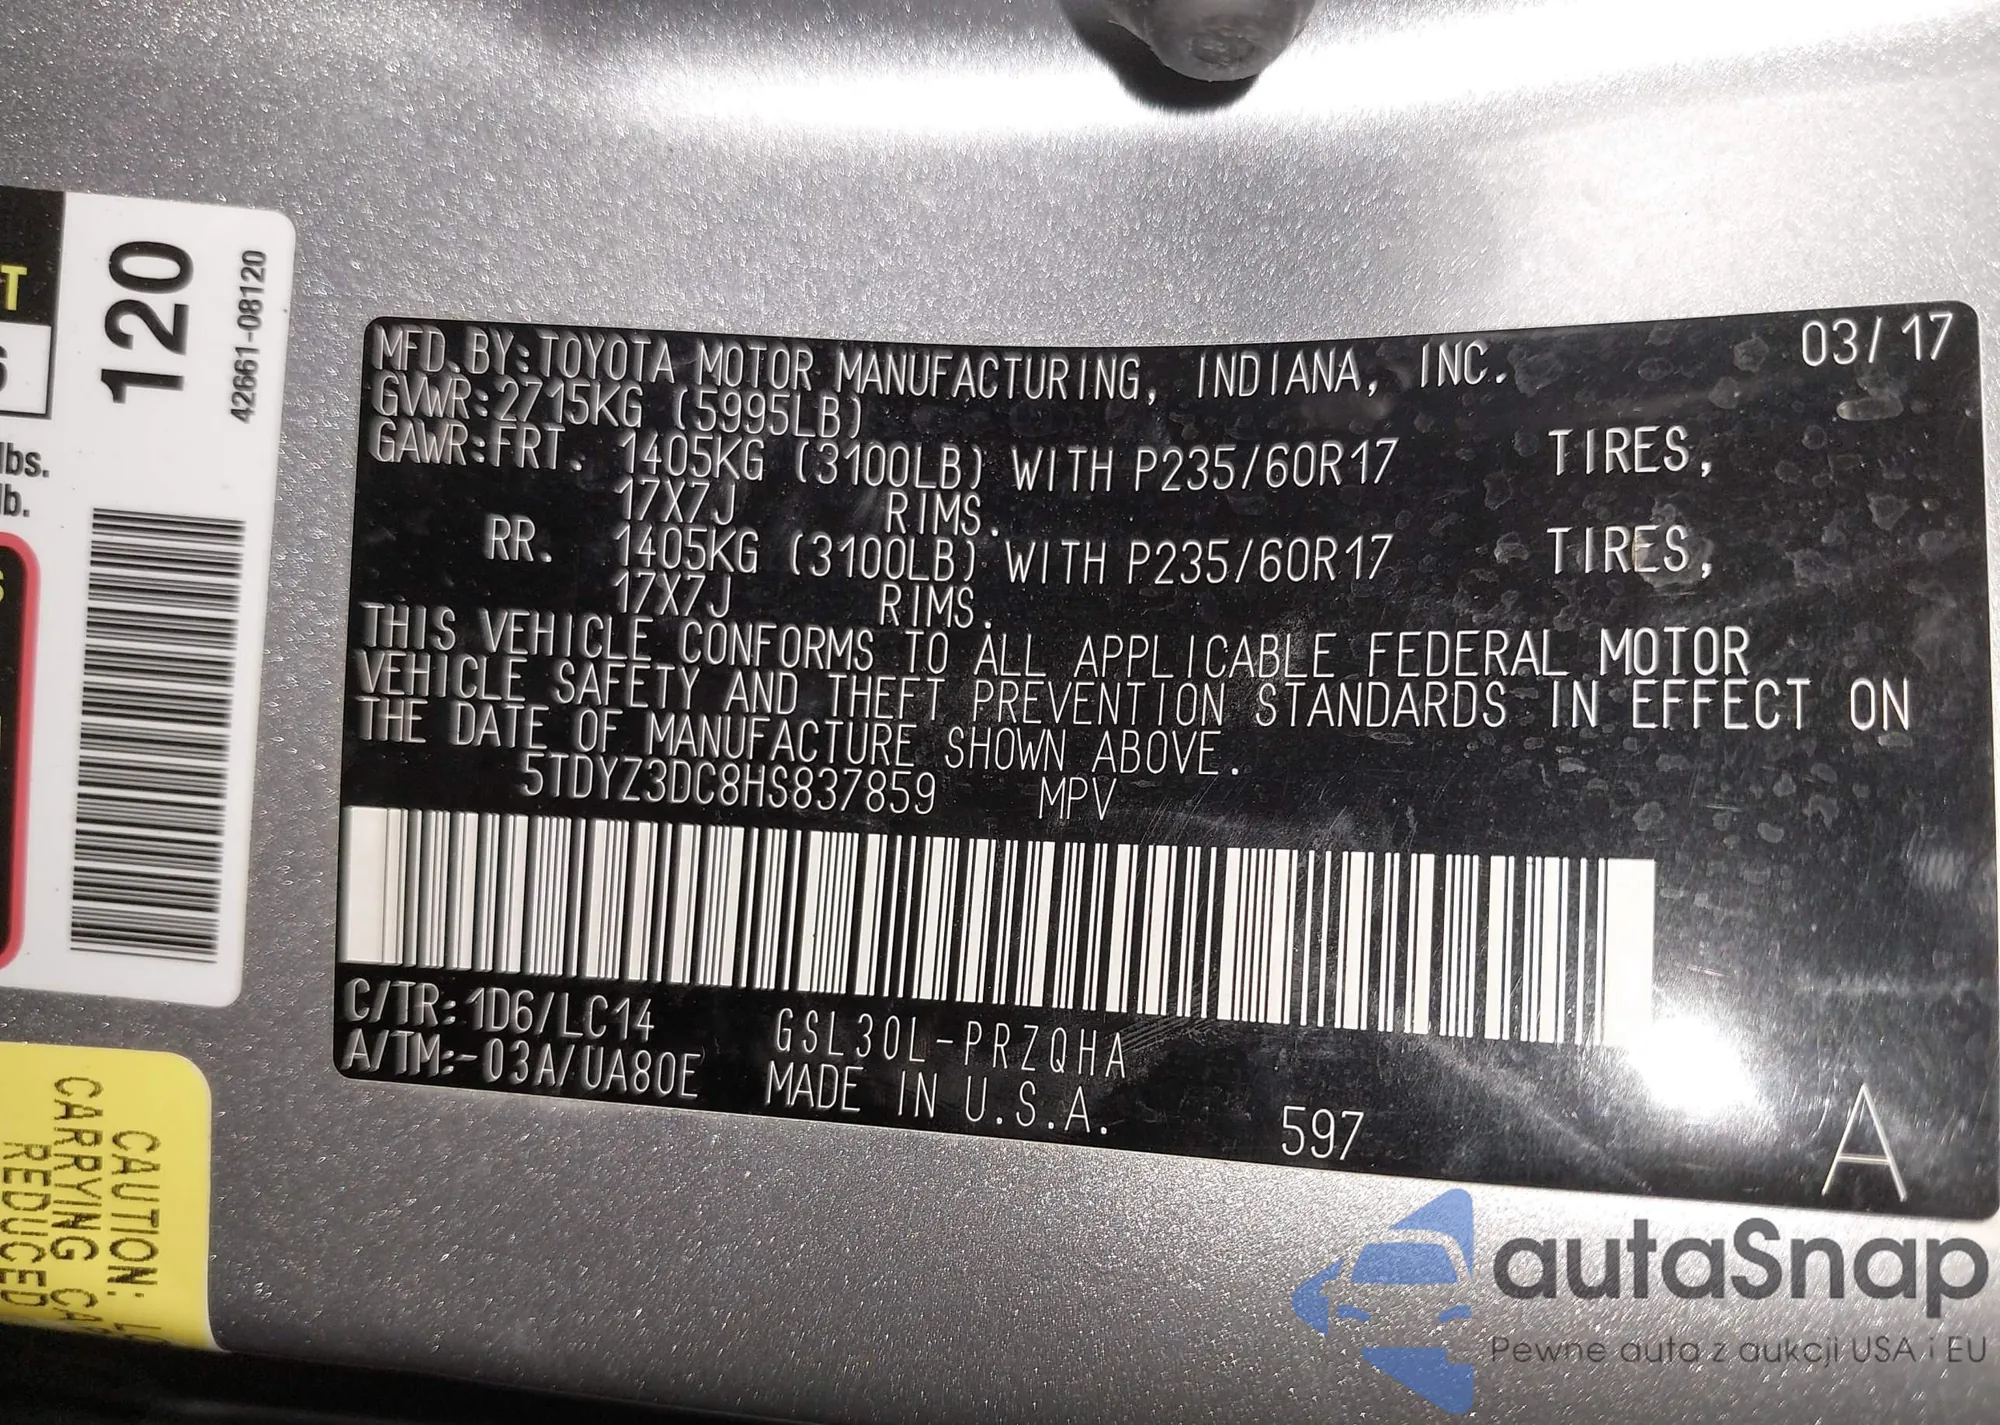 T
6
lbs.
lb.
120
42661-08120
MFD.BY:TOYOTA MOTOR MANUFACTURING, INDIANA, INC. 03/17
GVWR:2715KG (5995LB)
GAWR:FRT. 1405KG (3100LB) WITH P235/60R17 TIRES,
17X7J RIMS.
RR. 1405KG (3100LB) WITH P235/60R17 TIRES,
17X7J RIMS.
THIS VEHICLE CONFORMS TO ALL APPLICABLE FEDERAL MOTOR
VEHICLE SAFETY AND THEFT PREVENTION STANDARDS IN EFFECT ON
THE DATE OF MANUFACTURE SHOWN ABOVE.
5TDYZ3DC8HS837859 MPV
C/TR:1D6/LC14 GSL30L-PRZQHA
A/TM:-03A/UA80E MADE IN U.S.A. 597 A
CAUTION: LO
CARRYING CA
REDUCED
autaSnap
Pewne auta z aukcji USA i EU